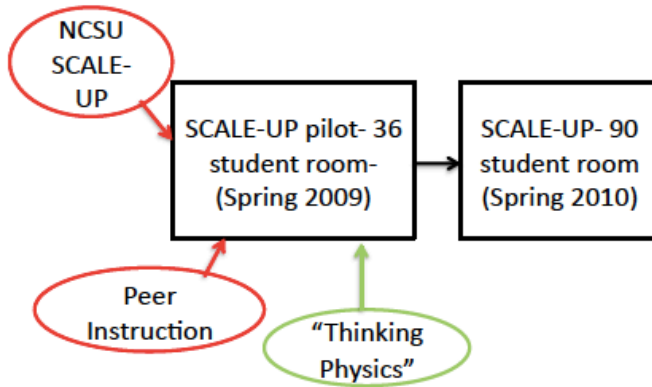 NCSU
SCALE-
UP
SCALE-UP pilot- 36
student room-
(Spring 2009)
SCALE-UP- 90
student room
(Spring 2010)
Peer
Instruction
“Thinking
Physics”